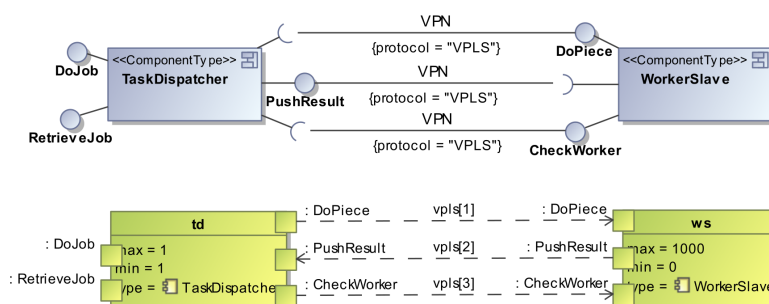 VPN
{protocol = "VPLS"}
DoJob
<<ComponentType>>
TaskDispatcher
DoPiece
<<ComponentType>>
WorkerSlave
VPN
PushResult
{protocol = "VPLS"}
RetrieveJob
VPN
{protocol = "VPLS"}
CheckWorker
td
: DoPiece
vpls[1]
: DoPiece
ws
: DoJob
max = 1
: PushResult
vpls[2]
: PushResult
max = 1000
min = 1
min = 0
: RetrieveJob
type = TaskDispatche
: CheckWorker
vpls[3]
: CheckWorker
type = WorkerSlave